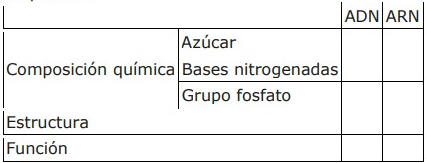 ADN ARN
Azúcar
Composición química Bases nitrogenadas
Grupo fosfato
Estructura
Función